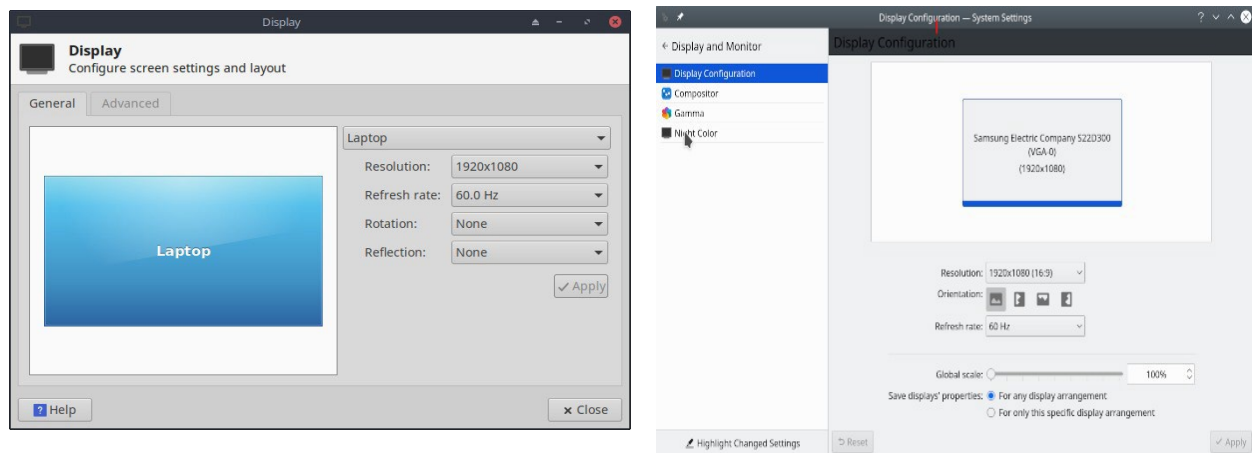 Display
Display
Configure screen settings and layout
General Advanced
Laptop
Laptop
Resolution: 1920x1080
Refresh rate: 60.0 Hz
Rotation: None
Reflection: None
Apply
Help
Close
Display Configuration — System Settings
Display and Monitor
Display Configuration
Compositor
Gamma
Night Color
Highlight Changed Settings
Display Configuration
Samsung Electric Company S22D300
(VGA-0)
(1920x1080)
Resolution: 1920x1080 (16:9)
Orientation:
Refresh rate: 60 Hz
Global scale: 100%
Save displays' properties: For any display arrangement
For only this specific display arrangement
Reset
Apply